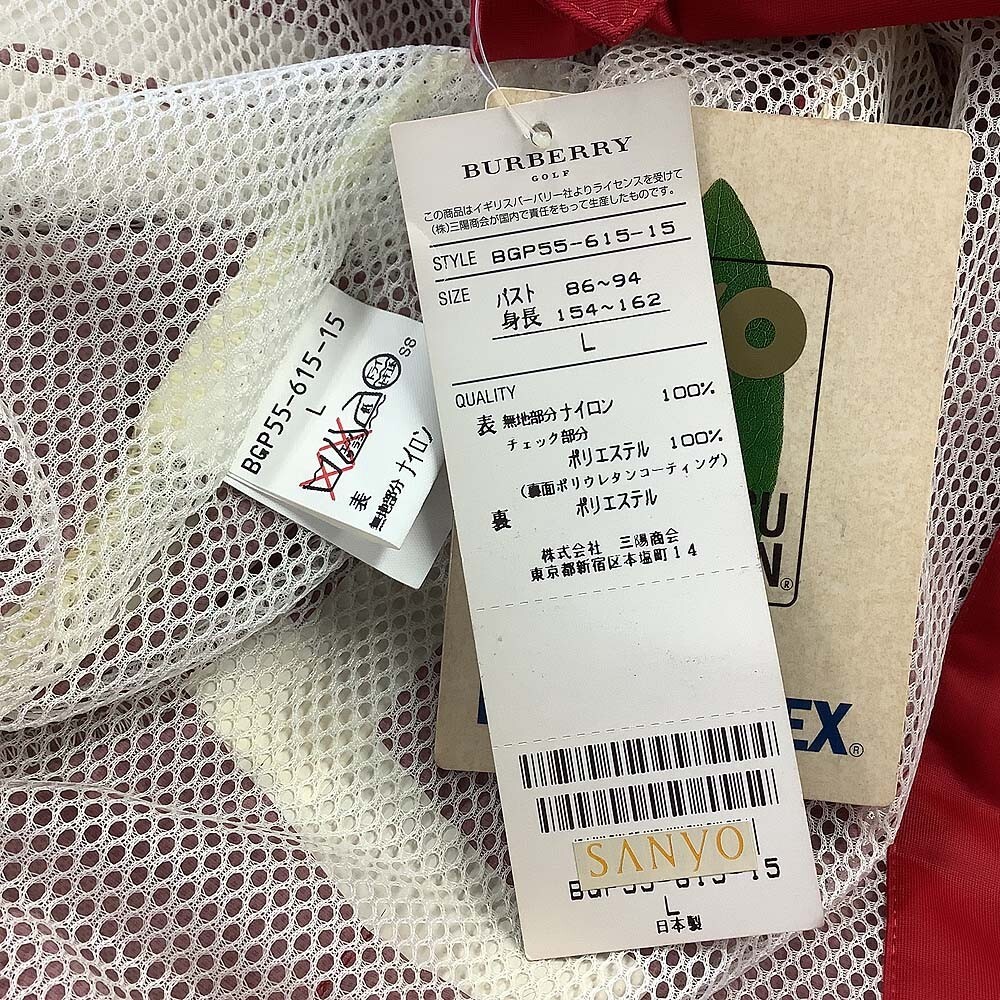 BURBERRY
GOLF
この商品はイギリスバーバリー社よりライセンスを受けて
(株)三陽商会が国内で責任をもって生産したものです。
STYLE BGP55-615-15
SIZE バスト 86~94
身長 154~162
L
QUALITY
表 無地部分 ナイロン 100%
チェック部分
ポリエステル 100%
(裏面ポリウレタンコーティング)
裏 ポリエステル
株式会社 三陽商会
東京都新宿区本塩町14
SANYO
BGP55-615-15
L
日本製
BGP55-615-15
L
SS
表
無地部分 ナイロン
U
N®
EX®